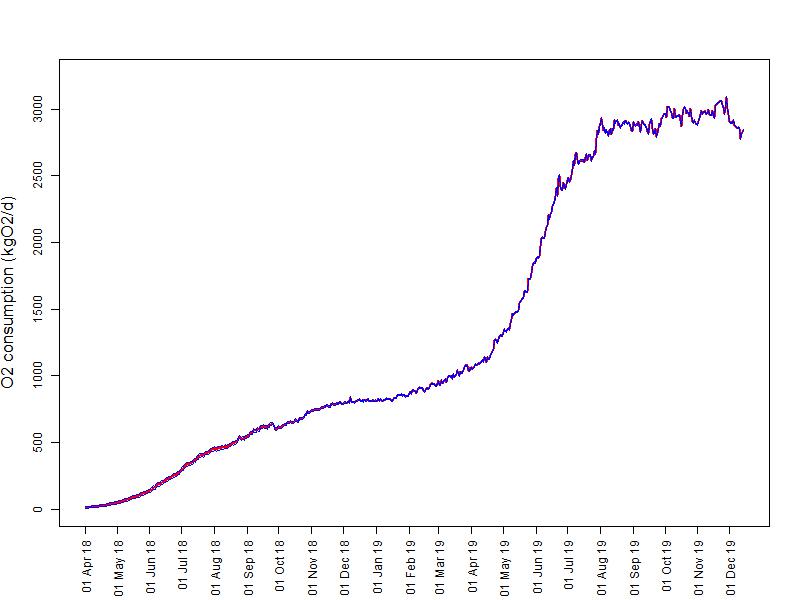 O2 consumption (kgO2/d)
3000
2500
2000
1500
1000
500
0
01 Apr 18
01 May 18
01 Jun 18
01 Jul 18
01 Aug 18
01 Sep 18
01 Oct 18
01 Nov 18
01 Dec 18
01 Jan 19
01 Feb 19
01 Mar 19
01 Apr 19
01 May 19
01 Jun 19
01 Jul 19
01 Aug 19
01 Sep 19
01 Oct 19
01 Nov 19
01 Dec 19